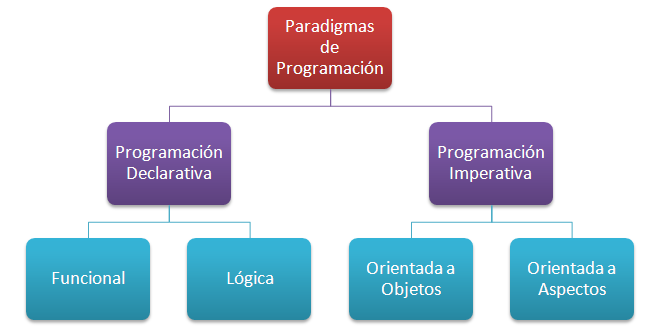 Paradigmas
de
Programación
Programación
Declarativa
Programación
Imperativa
Funcional
Lógica
Orientada a
Objetos
Orientada a
Aspectos